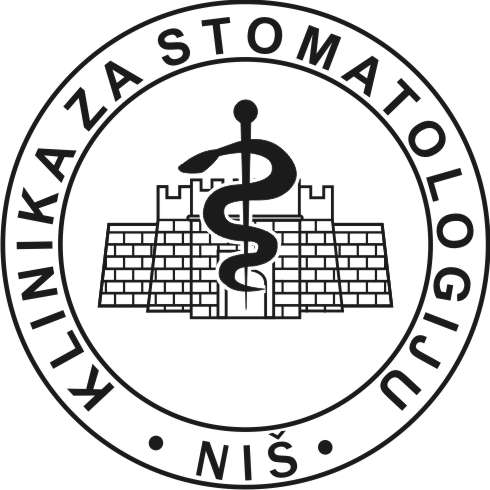 KLINIKA ZA STOMATOLOGIJU
• NIŠ •